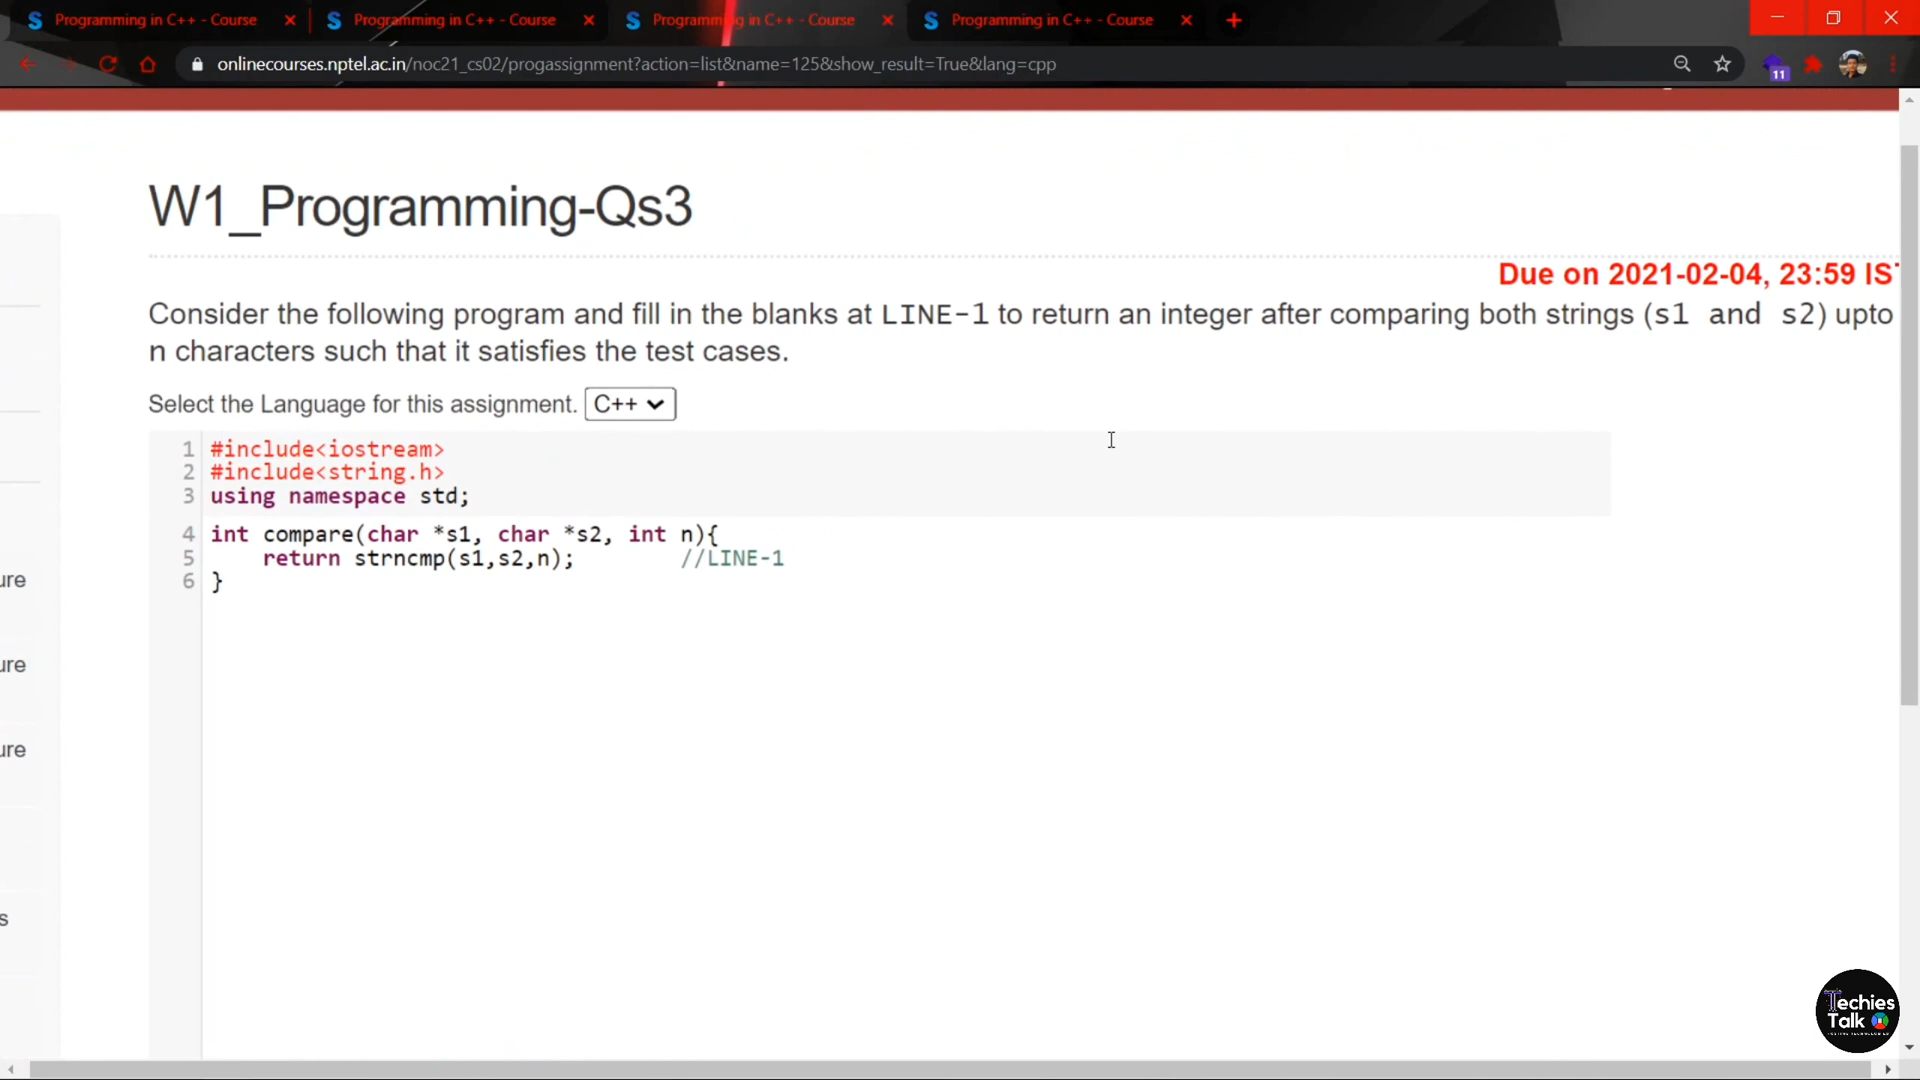 Programming in C++ - Course
Programming in C++ - Course
Programming in C++ - Course
Programming in C++ - Course
onlinecourses.nptel.ac.in/noc21_cs02/progassignment?action=list&name=125&show_result=True&lang=cpp
11
W1_Programming-Qs3
Due on 2021-02-04, 23:59 IS
Consider the following program and fill in the blanks at LINE-1 to return an integer after comparing both strings (s1 and s2) upto
n characters such that it satisfies the test cases.
Select the Language for this assignment. C++
1 #include<iostream>
2 #include<string.h>
3 using namespace std;
4 int compare(char *s1, char *s2, int n){
5 return strncmp(s1,s2,n); //LINE-1
6 }
ure
ure
ure
s
Techies
Talk